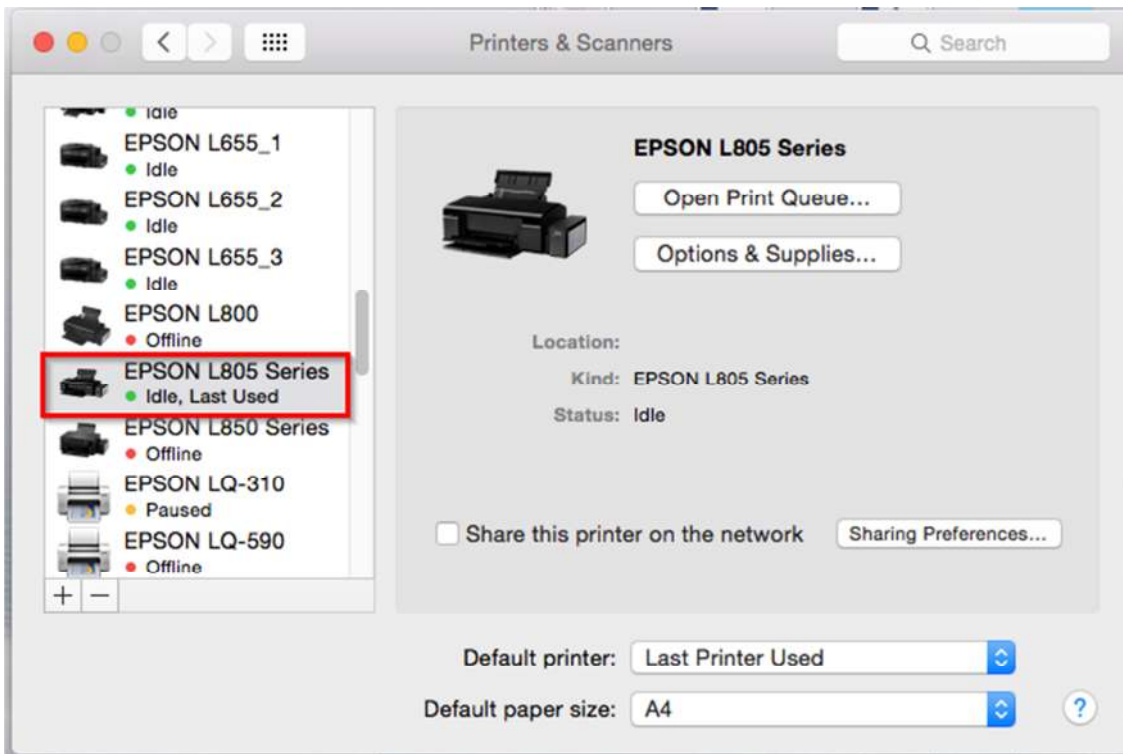 Printers & Scanners
Search
Idle
EPSON L655_1
Idle
EPSON L655_2
Idle
EPSON L655_3
Idle
EPSON L800
Offline
EPSON L805 Series
Idle, Last Used
EPSON L850 Series
Offline
EPSON LQ-310
Paused
EPSON LQ-590
Offline
+ −
EPSON L805 Series
Open Print Queue...
Options & Supplies...
Location:
Kind: EPSON L805 Series
Status: Idle
Share this printer on the network
Sharing Preferences...
Default printer: Last Printer Used
Default paper size: A4
?